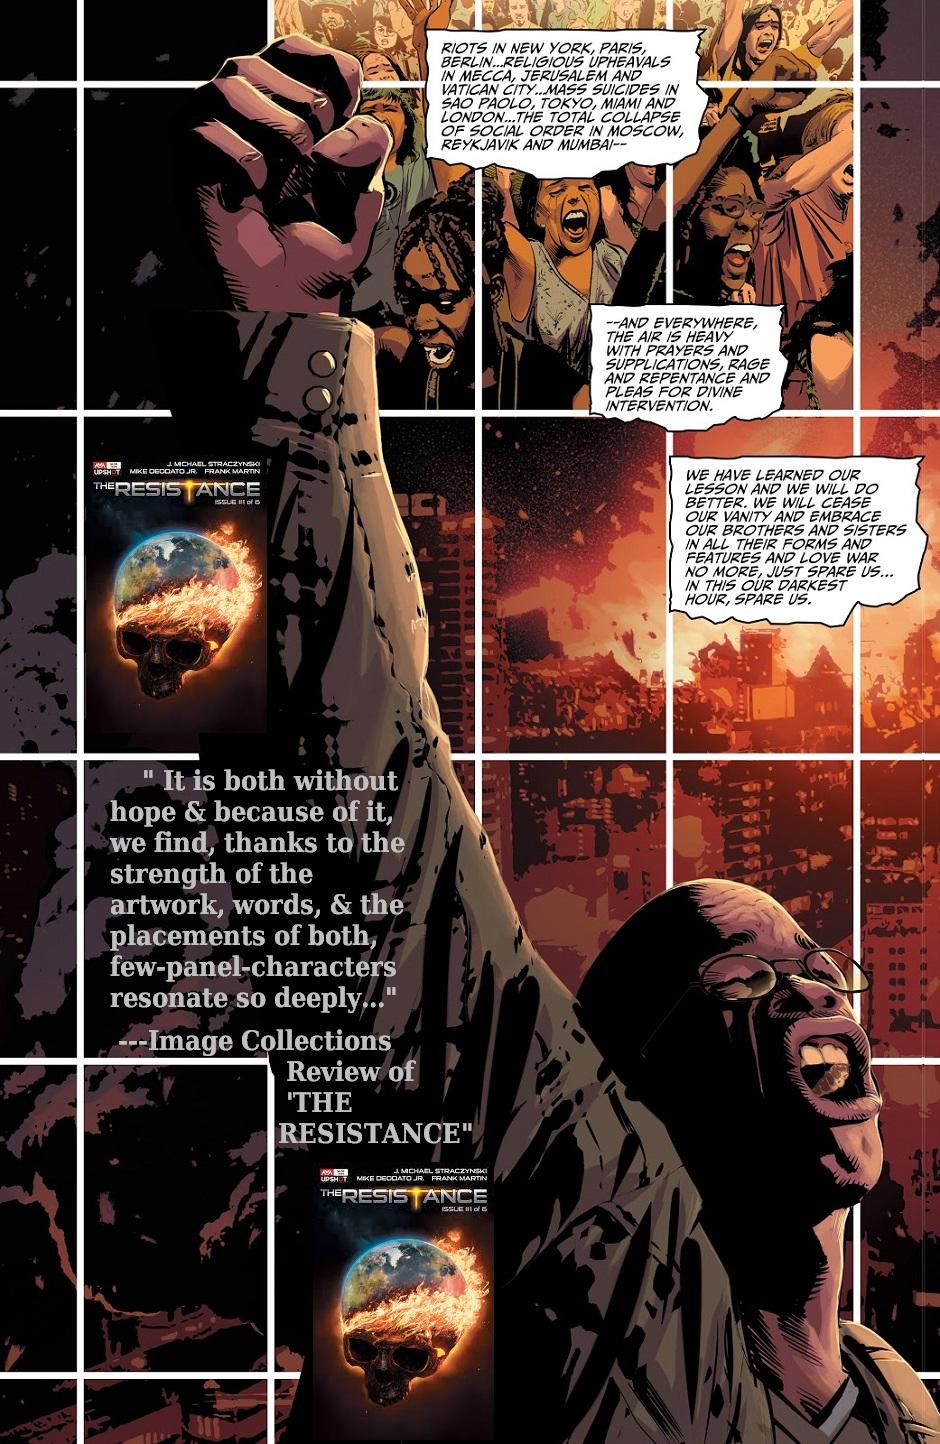 RIOTS IN NEW YORK, PARIS,
BERLIN...RELIGIOUS UPHEAVALS
IN MECCA, JERUSALEM AND
VATICAN CITY...MASS SUICIDES IN
SAO PAOLO, TOKYO, MIAMI AND
LONDON...THE TOTAL COLLAPSE
OF SOCIAL ORDER IN MOSCOW,
REYKJAVIK AND MUMBAI--
--AND EVERYWHERE,
THE AIR IS HEAVY
WITH PRAYERS AND
SUPPLICATIONS, RAGE
AND REPENTANCE AND
PLEAS FOR DIVINE
INTERVENTION.
WE HAVE LEARNED OUR
LESSON AND WE WILL DO
BETTER. WE WILL CEASE
OUR VANITY AND EMBRACE
OUR BROTHERS AND SISTERS
IN ALL THEIR FORMS AND
FEATURES AND LOVE WAR
NO MORE, JUST SPARE US...
IN THIS OUR DARKEST
HOUR, SPARE US.
UPSHOT
J. MICHAEL STRACZYNSKI
MIKE DEODATO JR. FRANK MARTIN
THE RESISTANCE
ISSUE #1 of 6
" It is both without
hope & because of it,
we find, thanks to the
strength of the
artwork, words, & the
placements of both,
few-panel-characters
resonate so deeply..."
---Image Collections
Review of
'THE
RESISTANCE"
UPSHOT
J. MICHAEL STRACZYNSKI
MIKE DEODATO JR. FRANK MARTIN
THE RESISTANCE
ISSUE #1 of 6